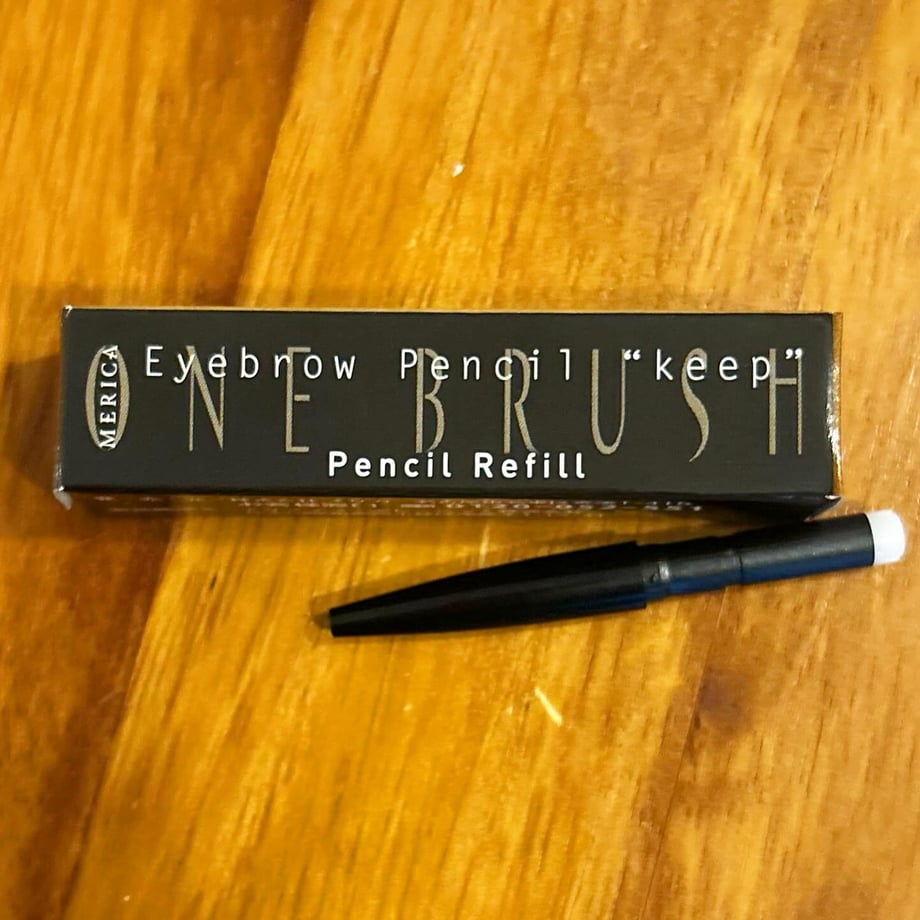 MERICA
Eyebrow Pencil “keep”
ONE BRUSH
Pencil Refill